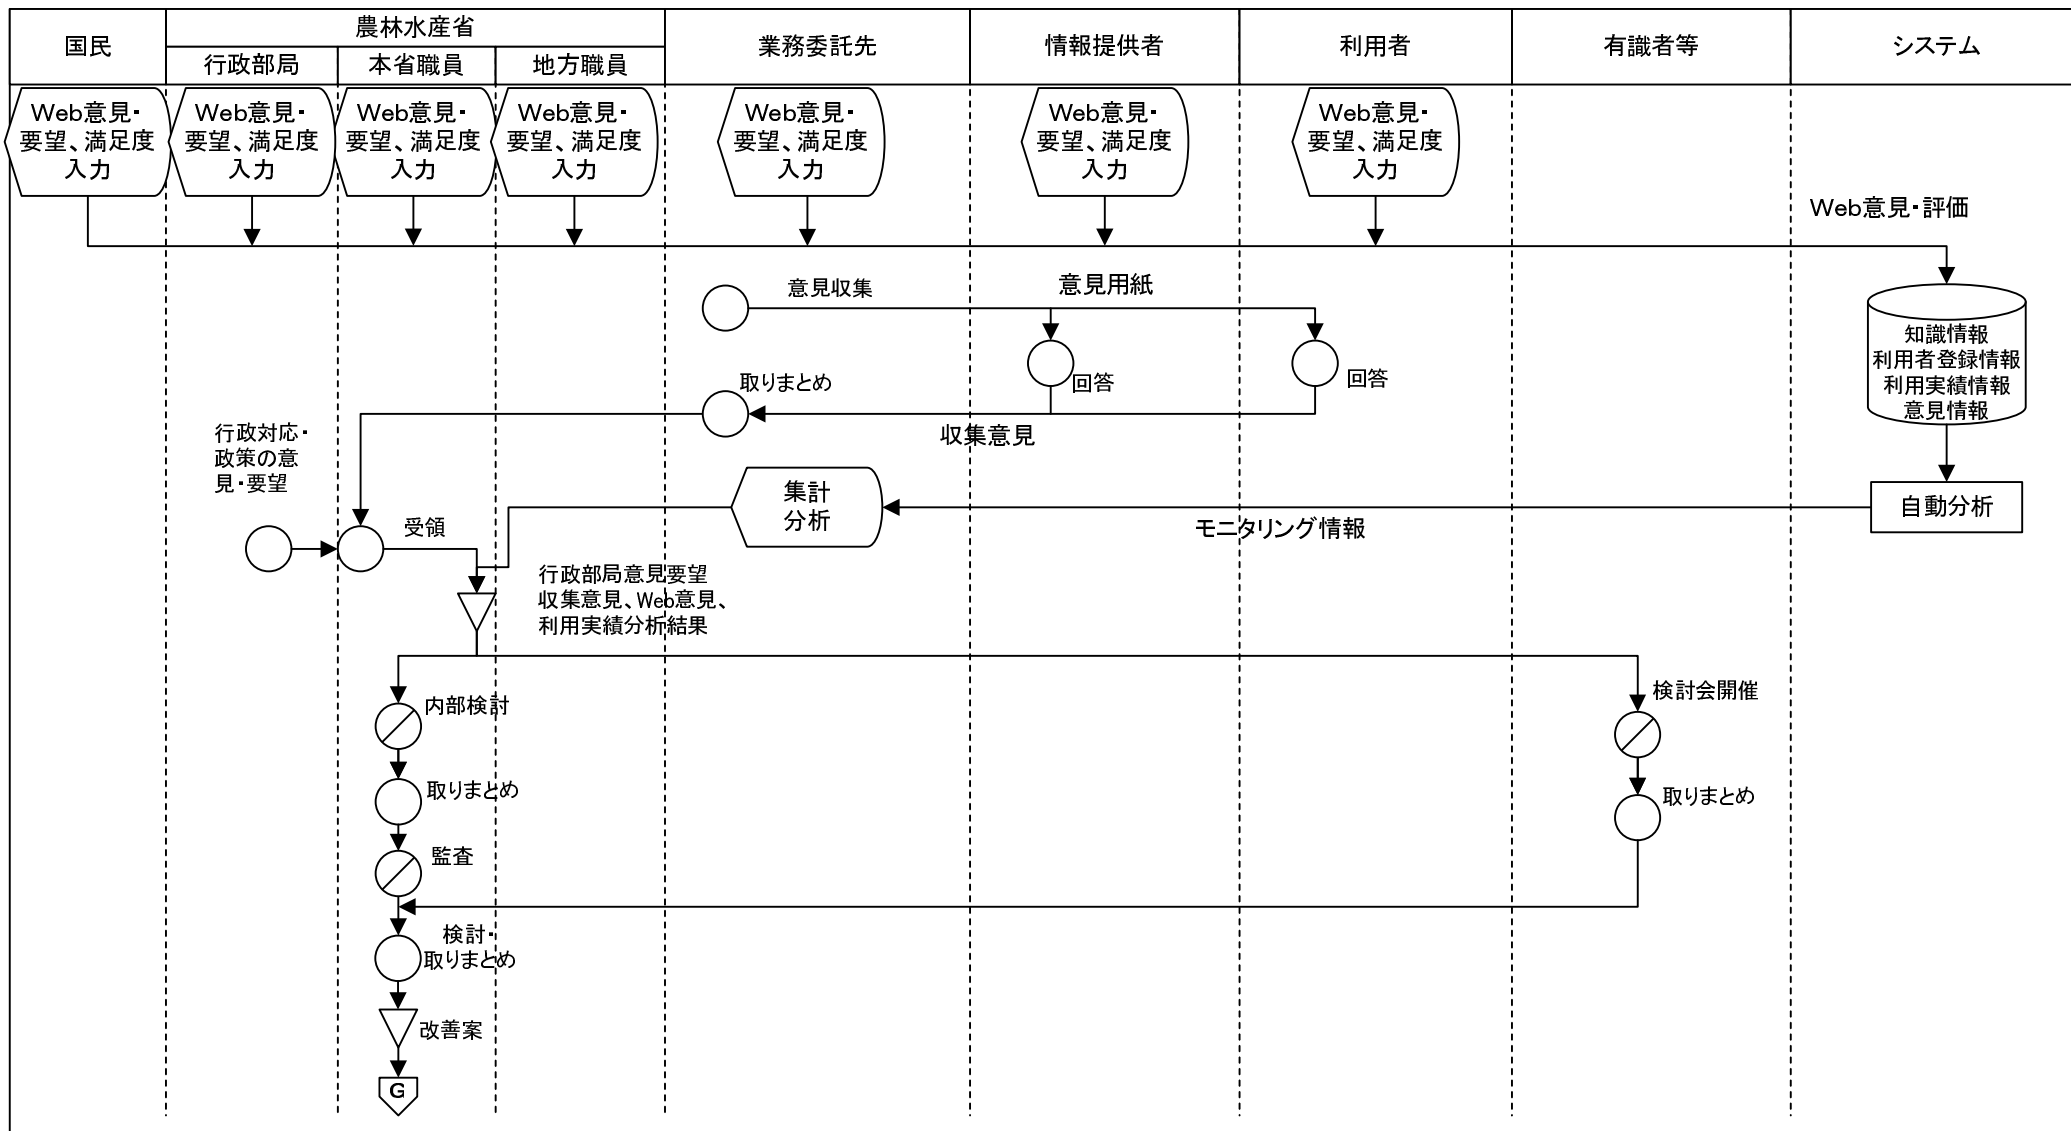 国民
農林水産省
行政部局
本省職員
地方職員
業務委託先
情報提供者
利用者
有識者等
システム
Web意見・
要望、満足度
入力
Web意見・
要望、満足度
入力
Web意見・
要望、満足度
入力
Web意見・
要望、満足度
入力
Web意見・
要望、満足度
入力
Web意見・
要望、満足度
入力
Web意見・
要望、満足度
入力
Web意見・評価
意見収集
意見用紙
知識情報
利用者登録情報
利用実績情報
意見情報
回答
回答
取りまとめ
収集意見
行政対応・
政策の意
見・要望
集計
分析
自動分析
モニタリング情報
受領
行政部局意見要望
収集意見、Web意見、
利用実績分析結果
内部検討
検討会開催
取りまとめ
取りまとめ
監査
検討・
取りまとめ
改善案
G